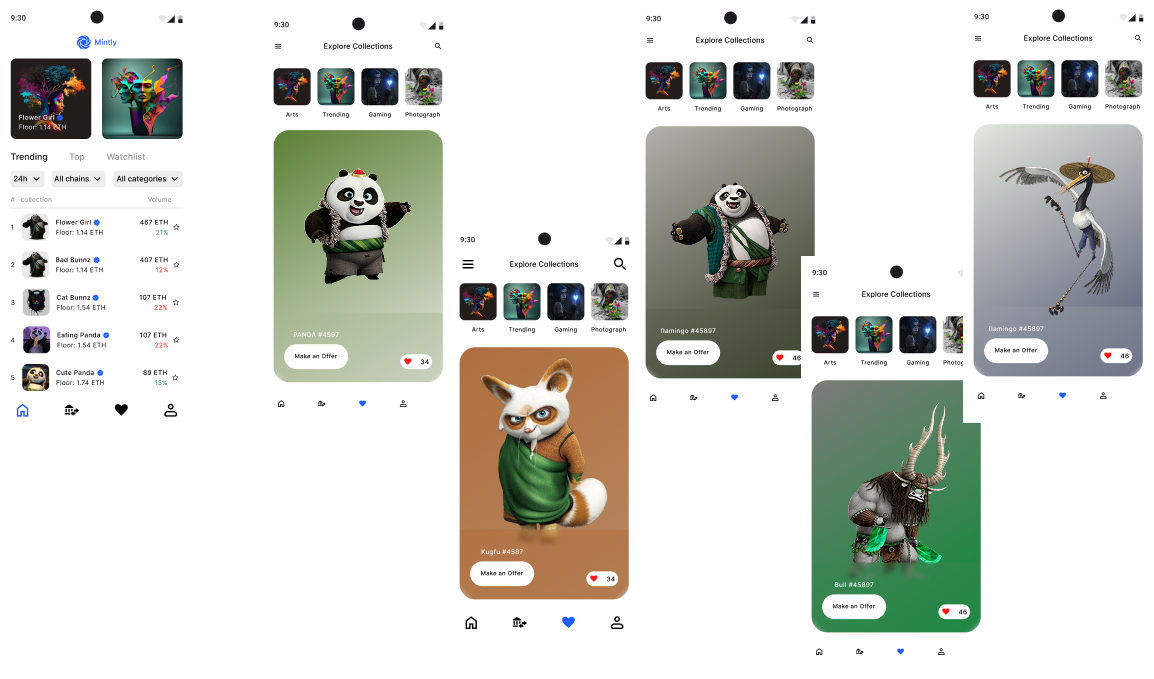 9:30
Mintly
Flower Girl
Floor: 1.14 ETH
Trending Top Watchlist
24h All chains All categories
# collection Volume
1 Flower Girl 467 ETH
Floor: 1.14 ETH 21%
2 Bad Bunnz 407 ETH
Floor: 1.14 ETH 12%
3 Cat Bunnz 107 ETH
Floor: 1.54 ETH 22%
4 Eating Panda 107 ETH
Floor: 1.54 ETH 22%
5 Cute Panda 89 ETH
Floor: 1.74 ETH 15%
9:30
Explore Collections
Arts Trending Gaming Photograph
PANDA #4597
Make an Offer
34
9:30
Explore Collections
Arts Trending Gaming Photograph
Kugfu #4587
Make an Offer
34
9:30
Explore Collections
Arts Trending Gaming Photograph
flamingo #45897
Make an Offer
46
9:30
Explore Collections
Arts Trending Gaming Photog
Bull #45897
Make an Offer
46
9:30
Explore Collections
Arts Trending Gaming Photograph
flamingo #45897
Make an Offer
46